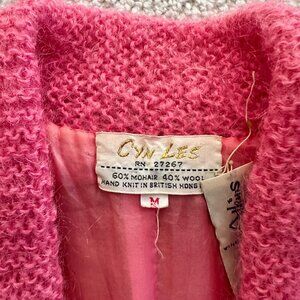 CYN LES
RN 27267
60% MOHAIR 40% WOOL
HAND KNIT IN BRITISH HONG
M